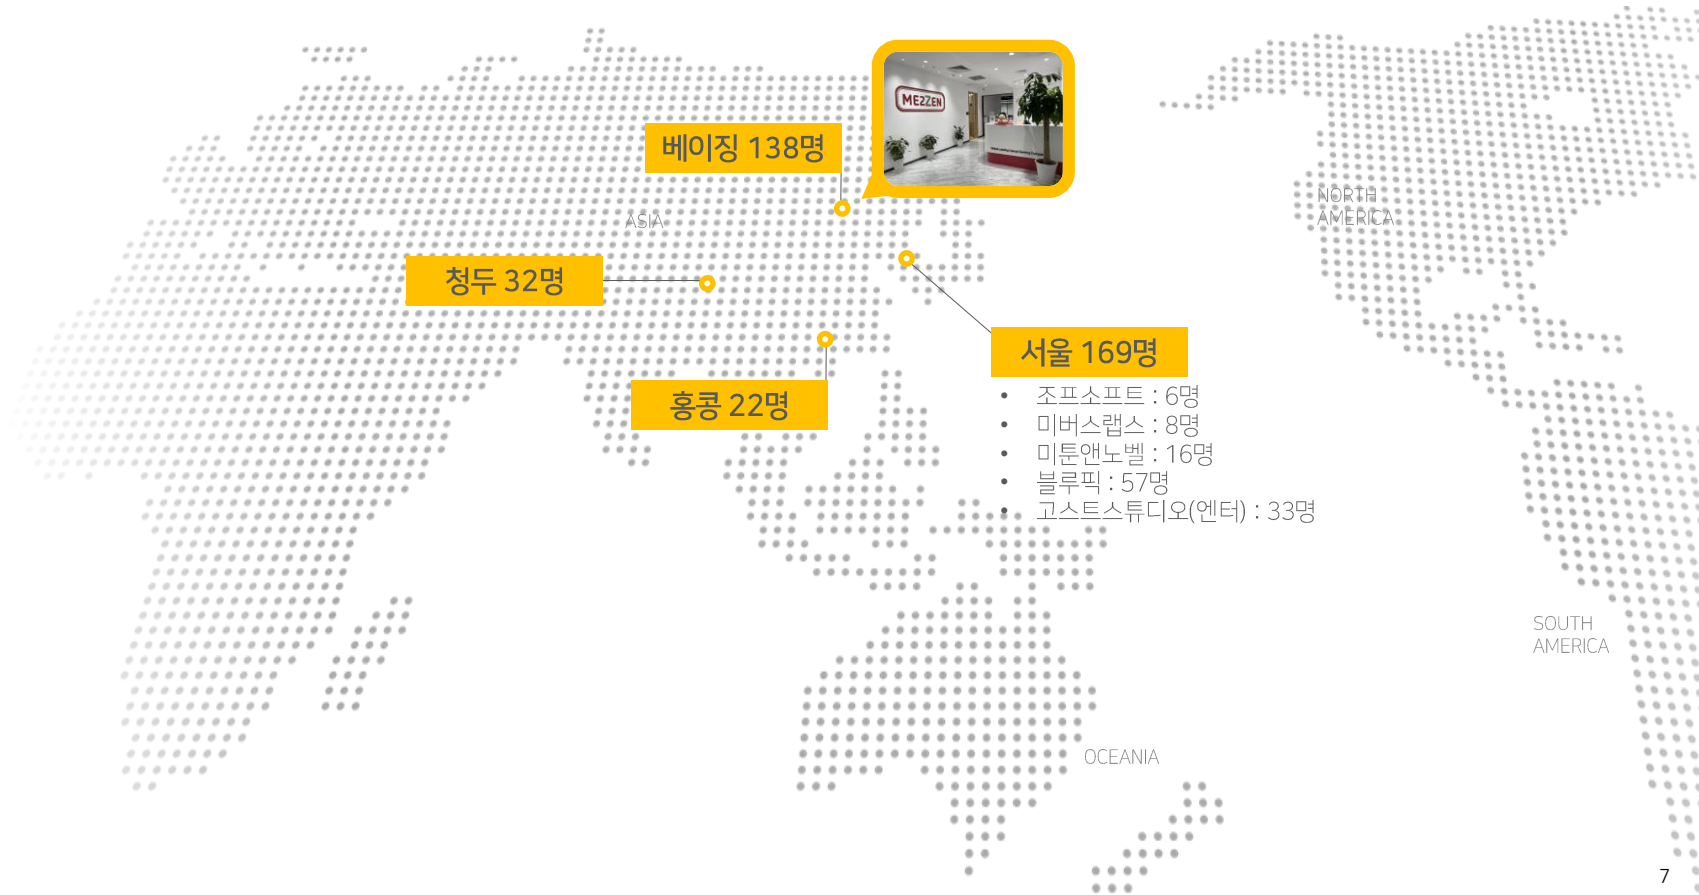 MEZZEN
베이징 138명
ASIA
NORTH
AMERICA
청두 32명
서울 169명
• 조프소프트 : 6명
• 미버스랩스 : 8명
• 미툰앤노벨 : 16명
• 블루픽 : 57명
• 고스트스튜디오(엔터) : 33명
홍콩 22명
SOUTH
AMERICA
OCEANIA
7